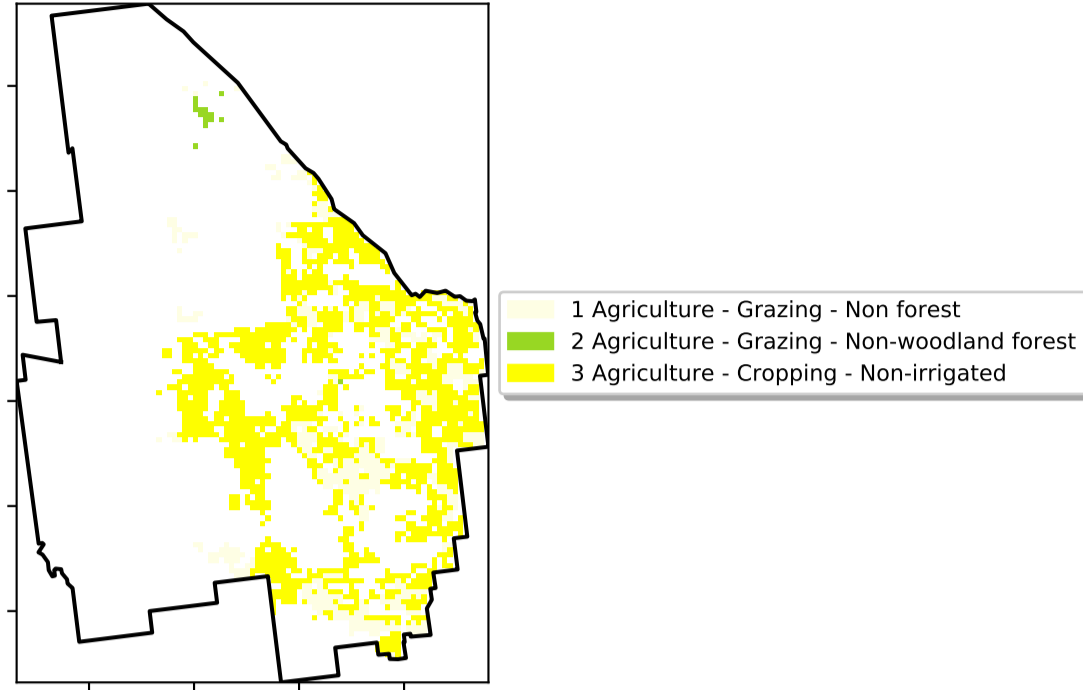 1 Agriculture - Grazing - Non forest
2 Agriculture - Grazing - Non-woodland forest
3 Agriculture - Cropping - Non-irrigated